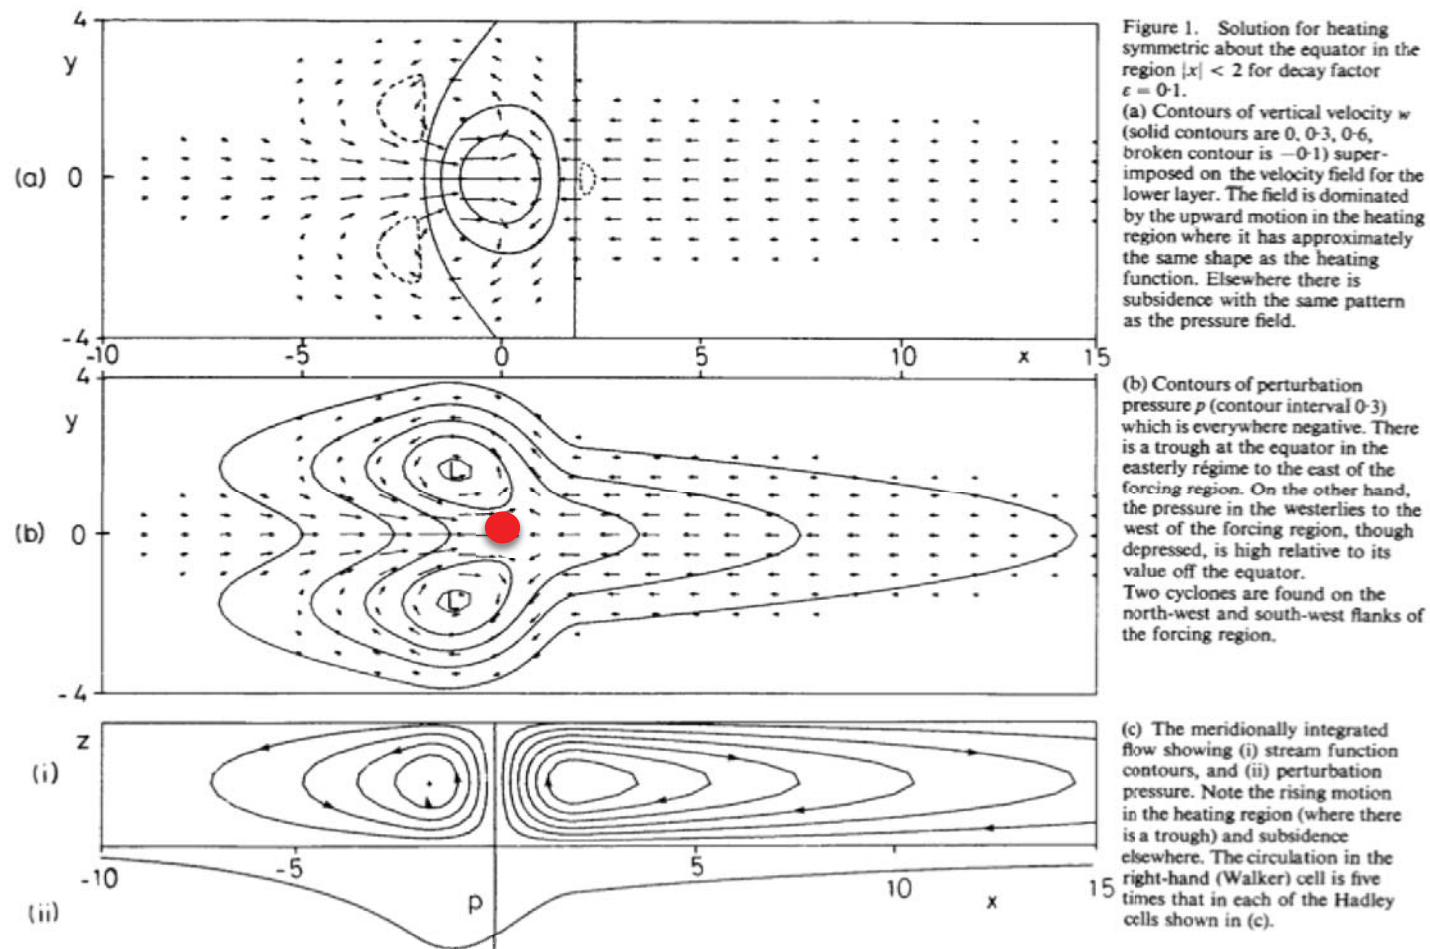 4
y
(a) 0
-4
-10
-5
0
5
10
x
15
Figure 1. Solution for heating
symmetric about the equator in the
region |x| < 2 for decay factor
ε = 0·1.
(a) Contours of vertical velocity w
(solid contours are 0, 0·3, 0·6,
broken contour is −0·1) super-
imposed on the velocity field for the
lower layer. The field is dominated
by the upward motion in the heating
region where it has approximately
the same shape as the heating
function. Elsewhere there is
subsidence with the same pattern
as the pressure field.
4
y
(b) 0
-4
L
L
(b) Contours of perturbation
pressure p (contour interval 0·3)
which is everywhere negative. There
is a trough at the equator in the
easterly régime to the east of the
forcing region. On the other hand,
the pressure in the westerlies to the
west of the forcing region, though
depressed, is high relative to its
value off the equator.
Two cyclones are found on the
north-west and south-west flanks of
the forcing region.
z
(i)
-10
-5
5
10
x
15
p
(ii)
(c) The meridionally integrated
flow showing (i) stream function
contours, and (ii) perturbation
pressure. Note the rising motion
in the heating region (where there
is a trough) and subsidence
elsewhere. The circulation in the
right-hand (Walker) cell is five
times that in each of the Hadley
cells shown in (c).